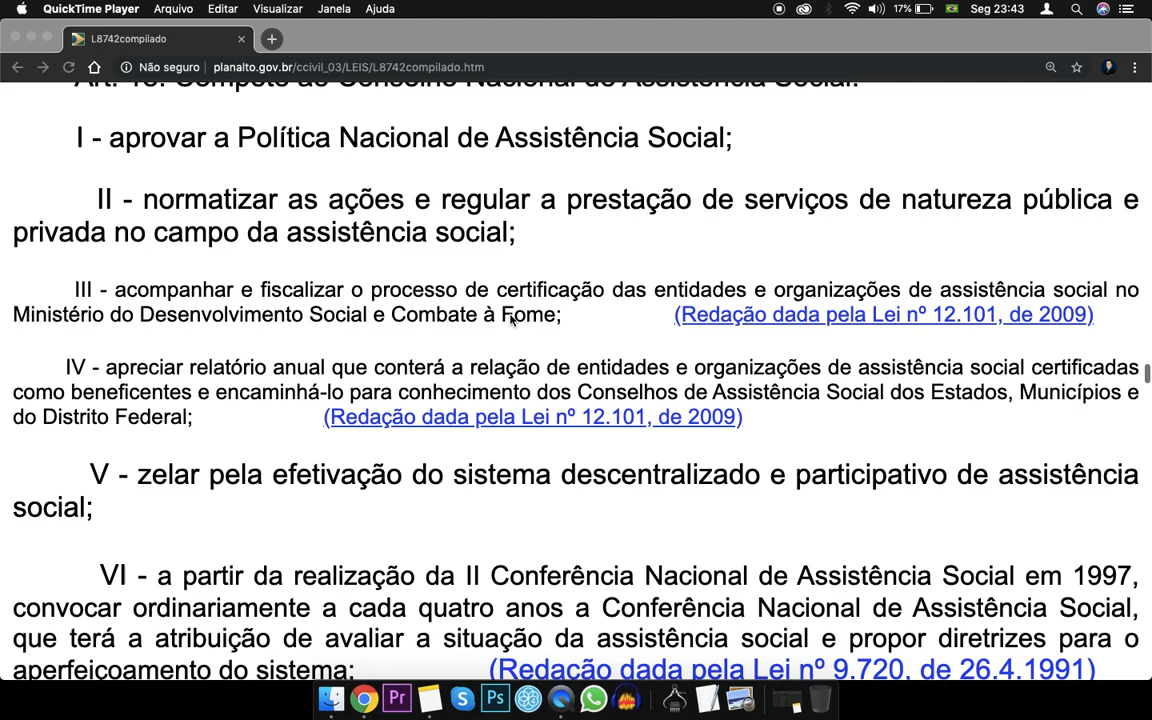 QuickTime Player Arquivo Editar Visualizar Janela Ajuda 17% Seg 23:43
L8742compilado
Não seguro planalto.gov.br/ccivil_03/LEIS/L8742compilado.htm
Compete ao Conselho Nacional de Assistência Social:
I - aprovar a Política Nacional de Assistência Social;
II - normatizar as ações e regular a prestação de serviços de natureza pública e
privada no campo da assistência social;
III - acompanhar e fiscalizar o processo de certificação das entidades e organizações de assistência social no
Ministério do Desenvolvimento Social e Combate à Fome; (Redação dada pela Lei nº 12.101, de 2009)
IV - apreciar relatório anual que conterá a relação de entidades e organizações de assistência social certificadas
como beneficentes e encaminhá-lo para conhecimento dos Conselhos de Assistência Social dos Estados, Municípios e
do Distrito Federal; (Redação dada pela Lei nº 12.101, de 2009)
V - zelar pela efetivação do sistema descentralizado e participativo de assistência
social;
VI - a partir da realização da II Conferência Nacional de Assistência Social em 1997,
convocar ordinariamente a cada quatro anos a Conferência Nacional de Assistência Social,
que terá a atribuição de avaliar a situação da assistência social e propor diretrizes para o
aperfeiçoamento do sistema; (Redação dada pela Lei nº 9.720, de 26.4.1991)
Pr Ps